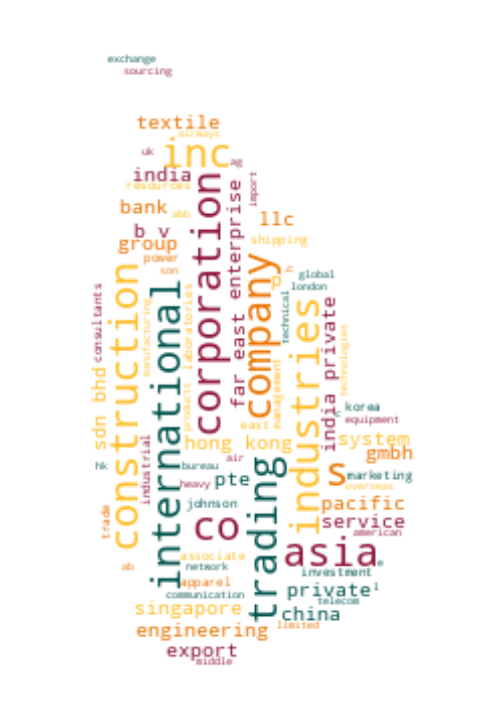 exchange
sourcing
textile
airways
uk
inc
ag
india
resources
import
bank
abb
llc
b v
group
shipping
power
son
corporation
far east enterprise
company
p
h
global
london
technical
consultants
construction
manufacturing
international
laboratories
products
industries
india private
technologies
management
east
sdn bhd
korea
c
equipment
hong kong
system
gmbh
industrial
air
hk
bureau
heavy
pte
s
marketing
overseas
johnson
pacific
trade
co
trading
service
american
asia
associate
network
e
ab
investment
apparel
communication
private
l
telecom
singapore
china
engineering
limited
export
middle